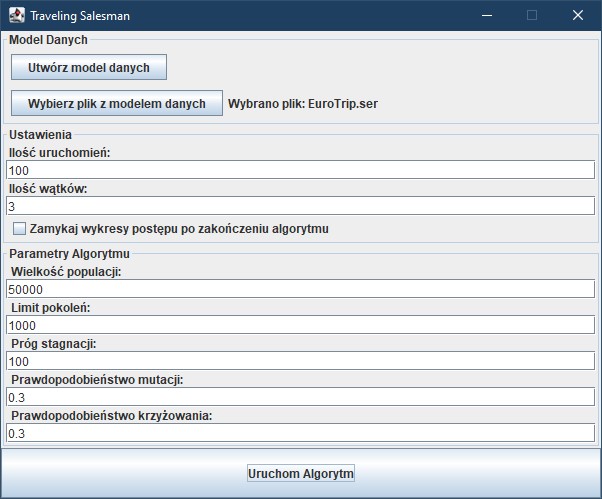 Traveling Salesman
Model Danych
Utwórz model danych
Wybierz plik z modelem danych Wybrano plik: EuroTrip.ser
Ustawienia
Ilość uruchomień:
100
Ilość wątków:
3
Zamykaj wykresy postępu po zakończeniu algorytmu
Parametry Algorytmu
Wielkość populacji:
50000
Limit pokoleń:
1000
Próg stagnacji:
100
Prawdopodobieństwo mutacji:
0.3
Prawdopodobieństwo krzyżowania:
0.3
Uruchom Algorytm